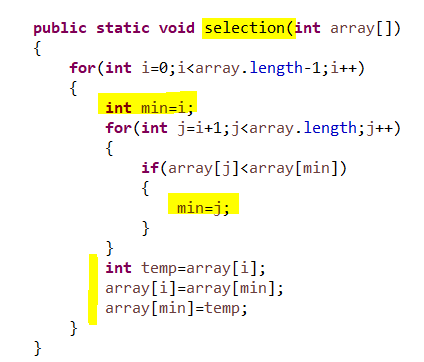 public static void selection(int array[])
{
for(int i=0;i<array.length-1;i++)
{
int min=i;
for(int j=i+1;j<array.length;j++)
{
if(array[j]<array[min])
{
min=j;
}
}
int temp=array[i];
array[i]=array[min];
array[min]=temp;
}
}